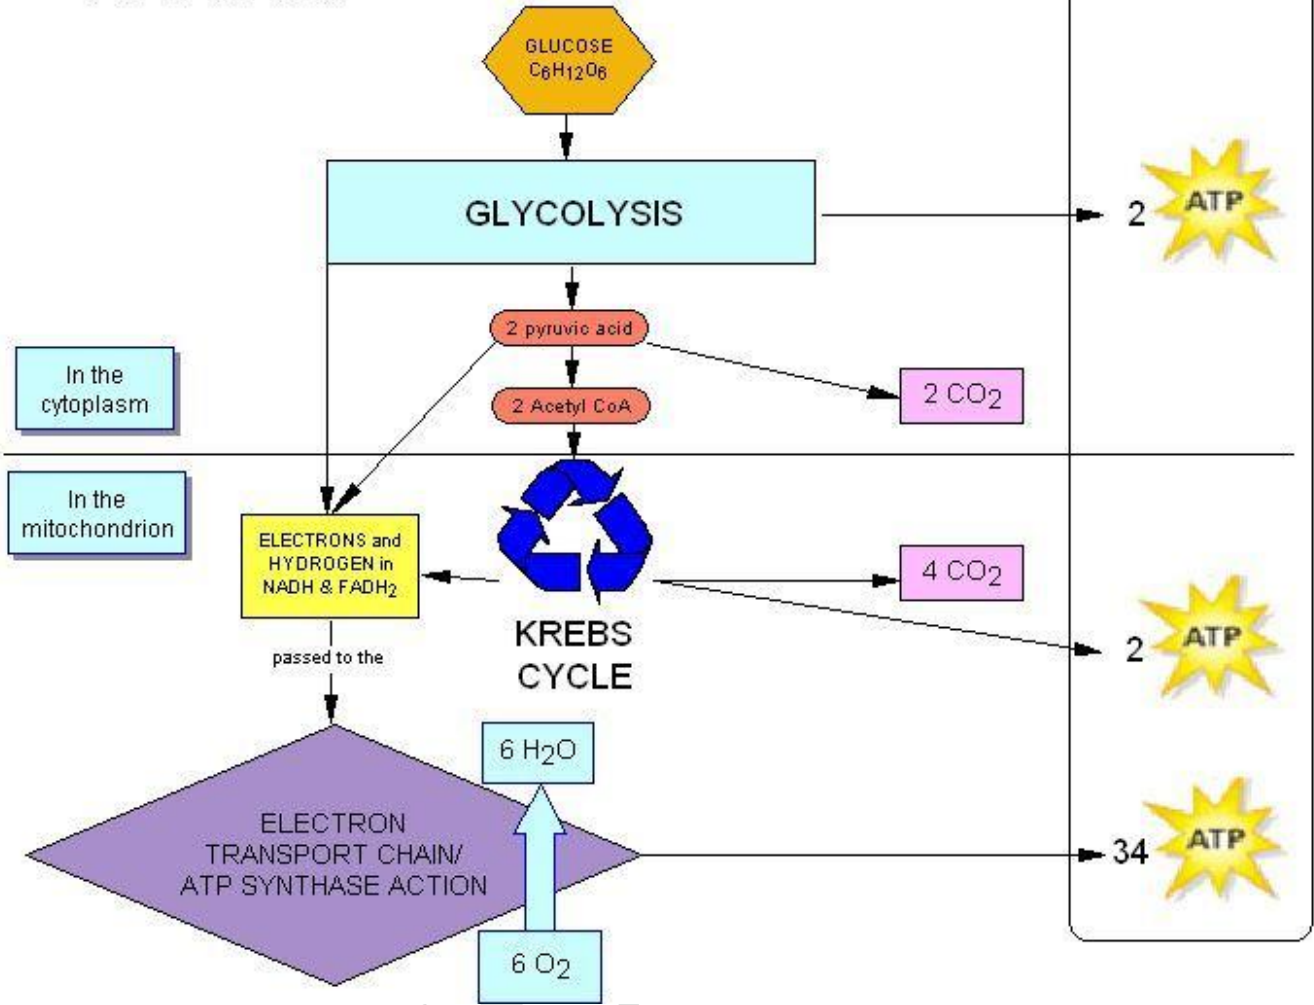 GLUCOSE
C6H12O6
GLYCOLYSIS
2 ATP
2 pyruvic acid
In the
cytoplasm
2 CO2
2 Acetyl CoA
In the
mitochondrion
ELECTRONS and
HYDROGEN in
NADH & FADH2
4 CO2
KREBS
CYCLE
2 ATP
passed to the
6 H2O
ELECTRON
TRANSPORT CHAIN/
ATP SYNTHASE ACTION
34 ATP
6 O2